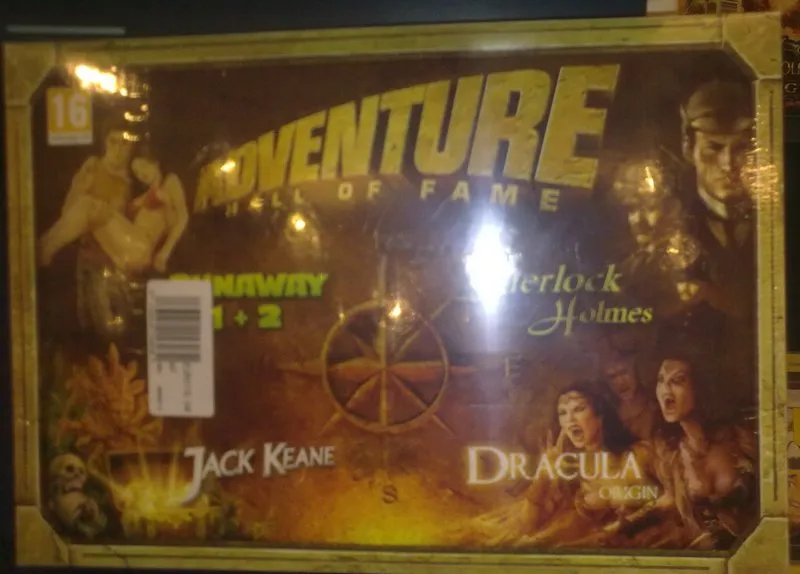 16
ADVENTURE
HALL OF FAME
RUNAWAY
1 + 2
Sherlock
Holmes
E
JACK KEANE
DRACULA
ORIGIN
S